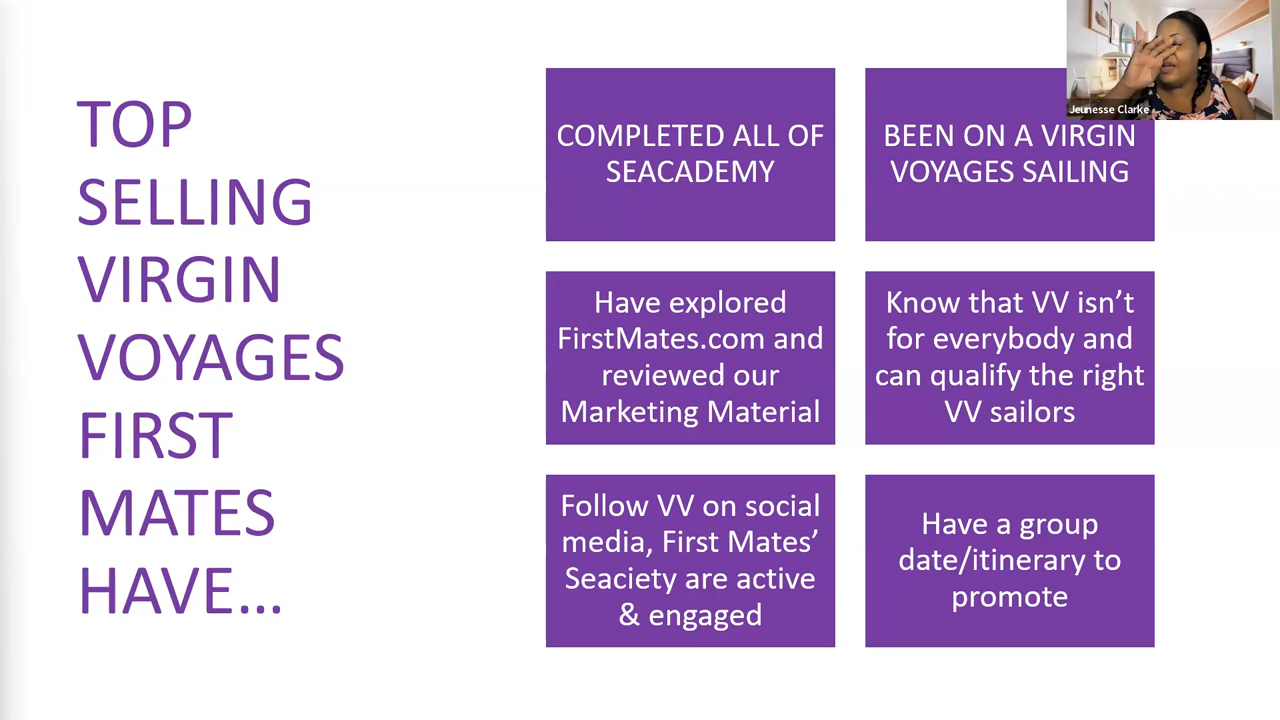 TOP
SELLING
VIRGIN
VOYAGES
FIRST
MATES
HAVE...
COMPLETED ALL OF
SEACADEMY
BEEN ON A VIRGIN
VOYAGES SAILING
Have explored
FirstMates.com and
reviewed our
Marketing Material
Know that VV isn’t
for everybody and
can qualify the right
VV sailors
Follow VV on social
media, First Mates’
Seaciety are active
& engaged
Have a group
date/itinerary to
promote
Jeunesse Clarke